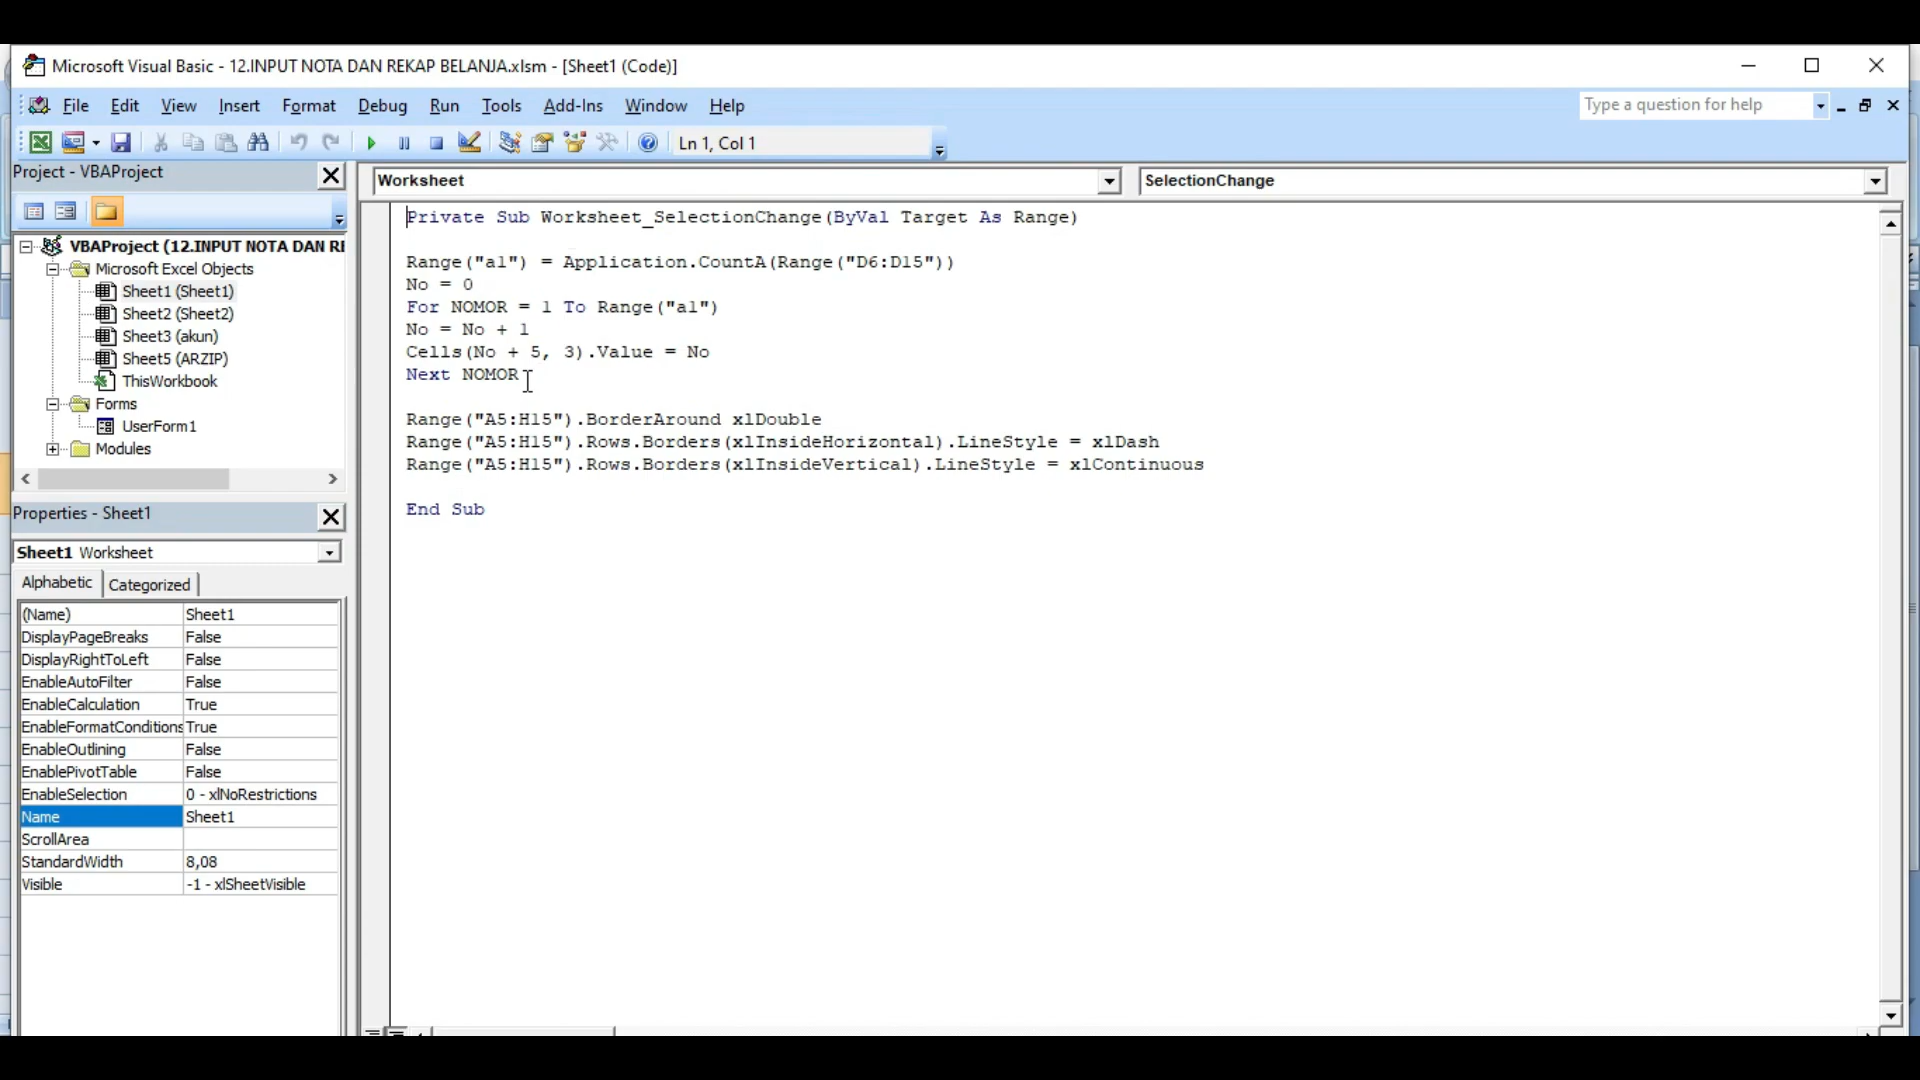 Microsoft Visual Basic - 12.INPUT NOTA DAN REKAP BELANJA.xlsm - [Sheet1 (Code)]
File Edit View Insert Format Debug Run Tools Add-Ins Window Help
Type a question for help
Ln 1, Col 1
Project - VBAProject
VBAProject (12.INPUT NOTA DAN RE
Microsoft Excel Objects
Sheet1 (Sheet1)
Sheet2 (Sheet2)
Sheet3 (akun)
Sheet5 (ARZIP)
ThisWorkbook
Forms
UserForm1
Modules
Properties - Sheet1
Sheet1 Worksheet
Alphabetic Categorized
(Name) Sheet1
DisplayPageBreaks False
DisplayRightToLeft False
EnableAutoFilter False
EnableCalculation True
EnableFormatConditions True
EnableOutlining False
EnablePivotTable False
EnableSelection 0 - xlNoRestrictions
Name Sheet1
ScrollArea
StandardWidth 8,08
Visible -1 - xlSheetVisible
Worksheet
SelectionChange
Private Sub Worksheet_SelectionChange(ByVal Target As Range)
Range("a1") = Application.CountA(Range("D6:D15"))
No = 0
For NOMOR = 1 To Range("a1")
No = No + 1
Cells(No + 5, 3).Value = No
Next NOMOR
Range("A5:H15").BorderAround xlDouble
Range("A5:H15").Rows.Borders(xlInsideHorizontal).LineStyle = xlDash
Range("A5:H15").Rows.Borders(xlInsideVertical).LineStyle = xlContinuous
End Sub